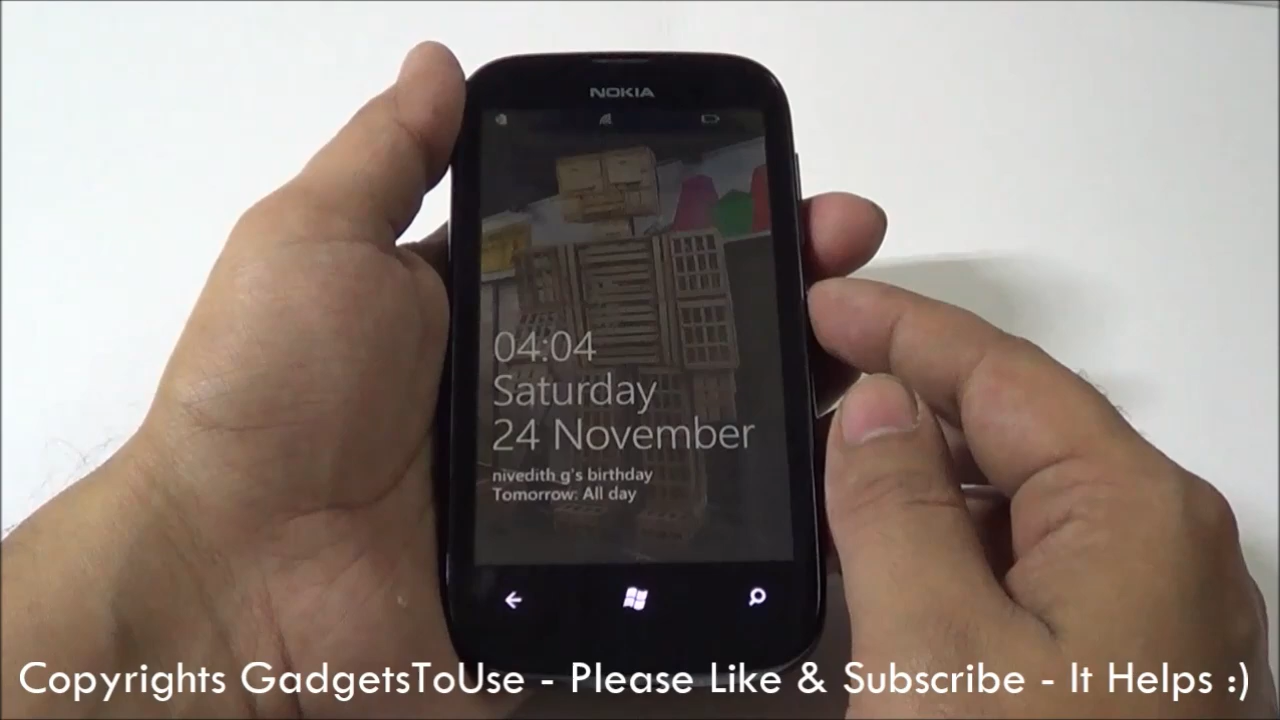 NOKIA
04:04
Saturday
24 November
nivedith g's birthday
Tomorrow: All day
Copyrights GadgetsToUse - Please Like & Subscribe - It Helps :)